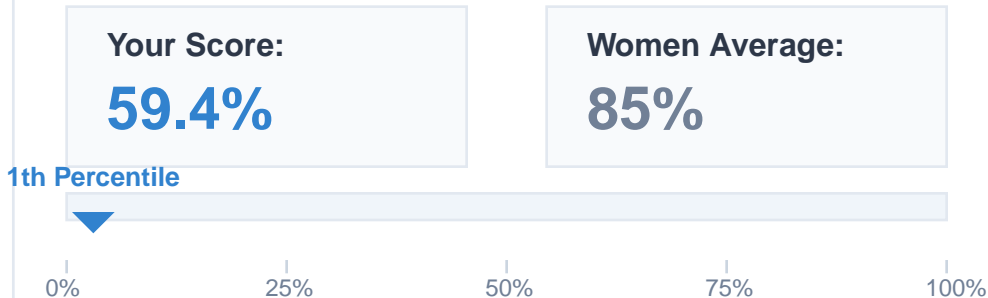 Your Score:
59.4%
Women Average:
85%
1th Percentile
0% 25% 50% 75% 100%